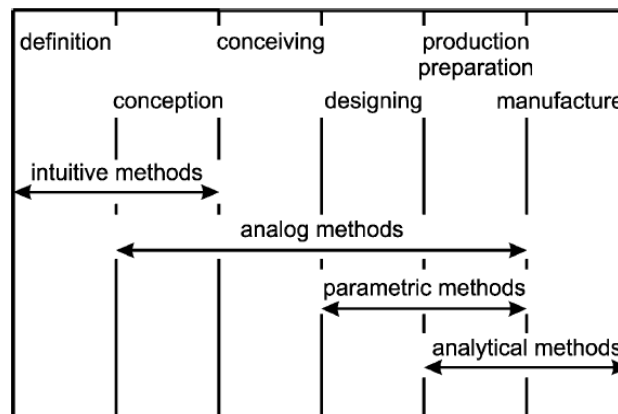 definition
conceiving
production
preparation
conception
designing
manufacture
intuitive methods
analog methods
parametric methods
analytical methods